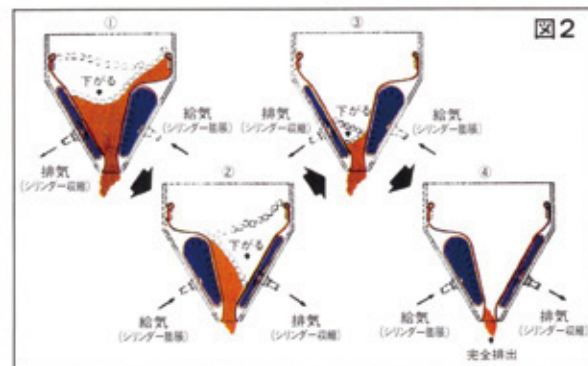 図2
①
下がる
給気
(シリンダー膨脹)
排気
(シリンダー収縮)
②
下がる
給気
(シリンダー膨脹)
排気
(シリンダー収縮)
③
下がる
排気
(シリンダー収縮)
給気
(シリンダー膨脹)
④
給気
(シリンダー膨脹)
排気
(シリンダー収縮)
完全排出